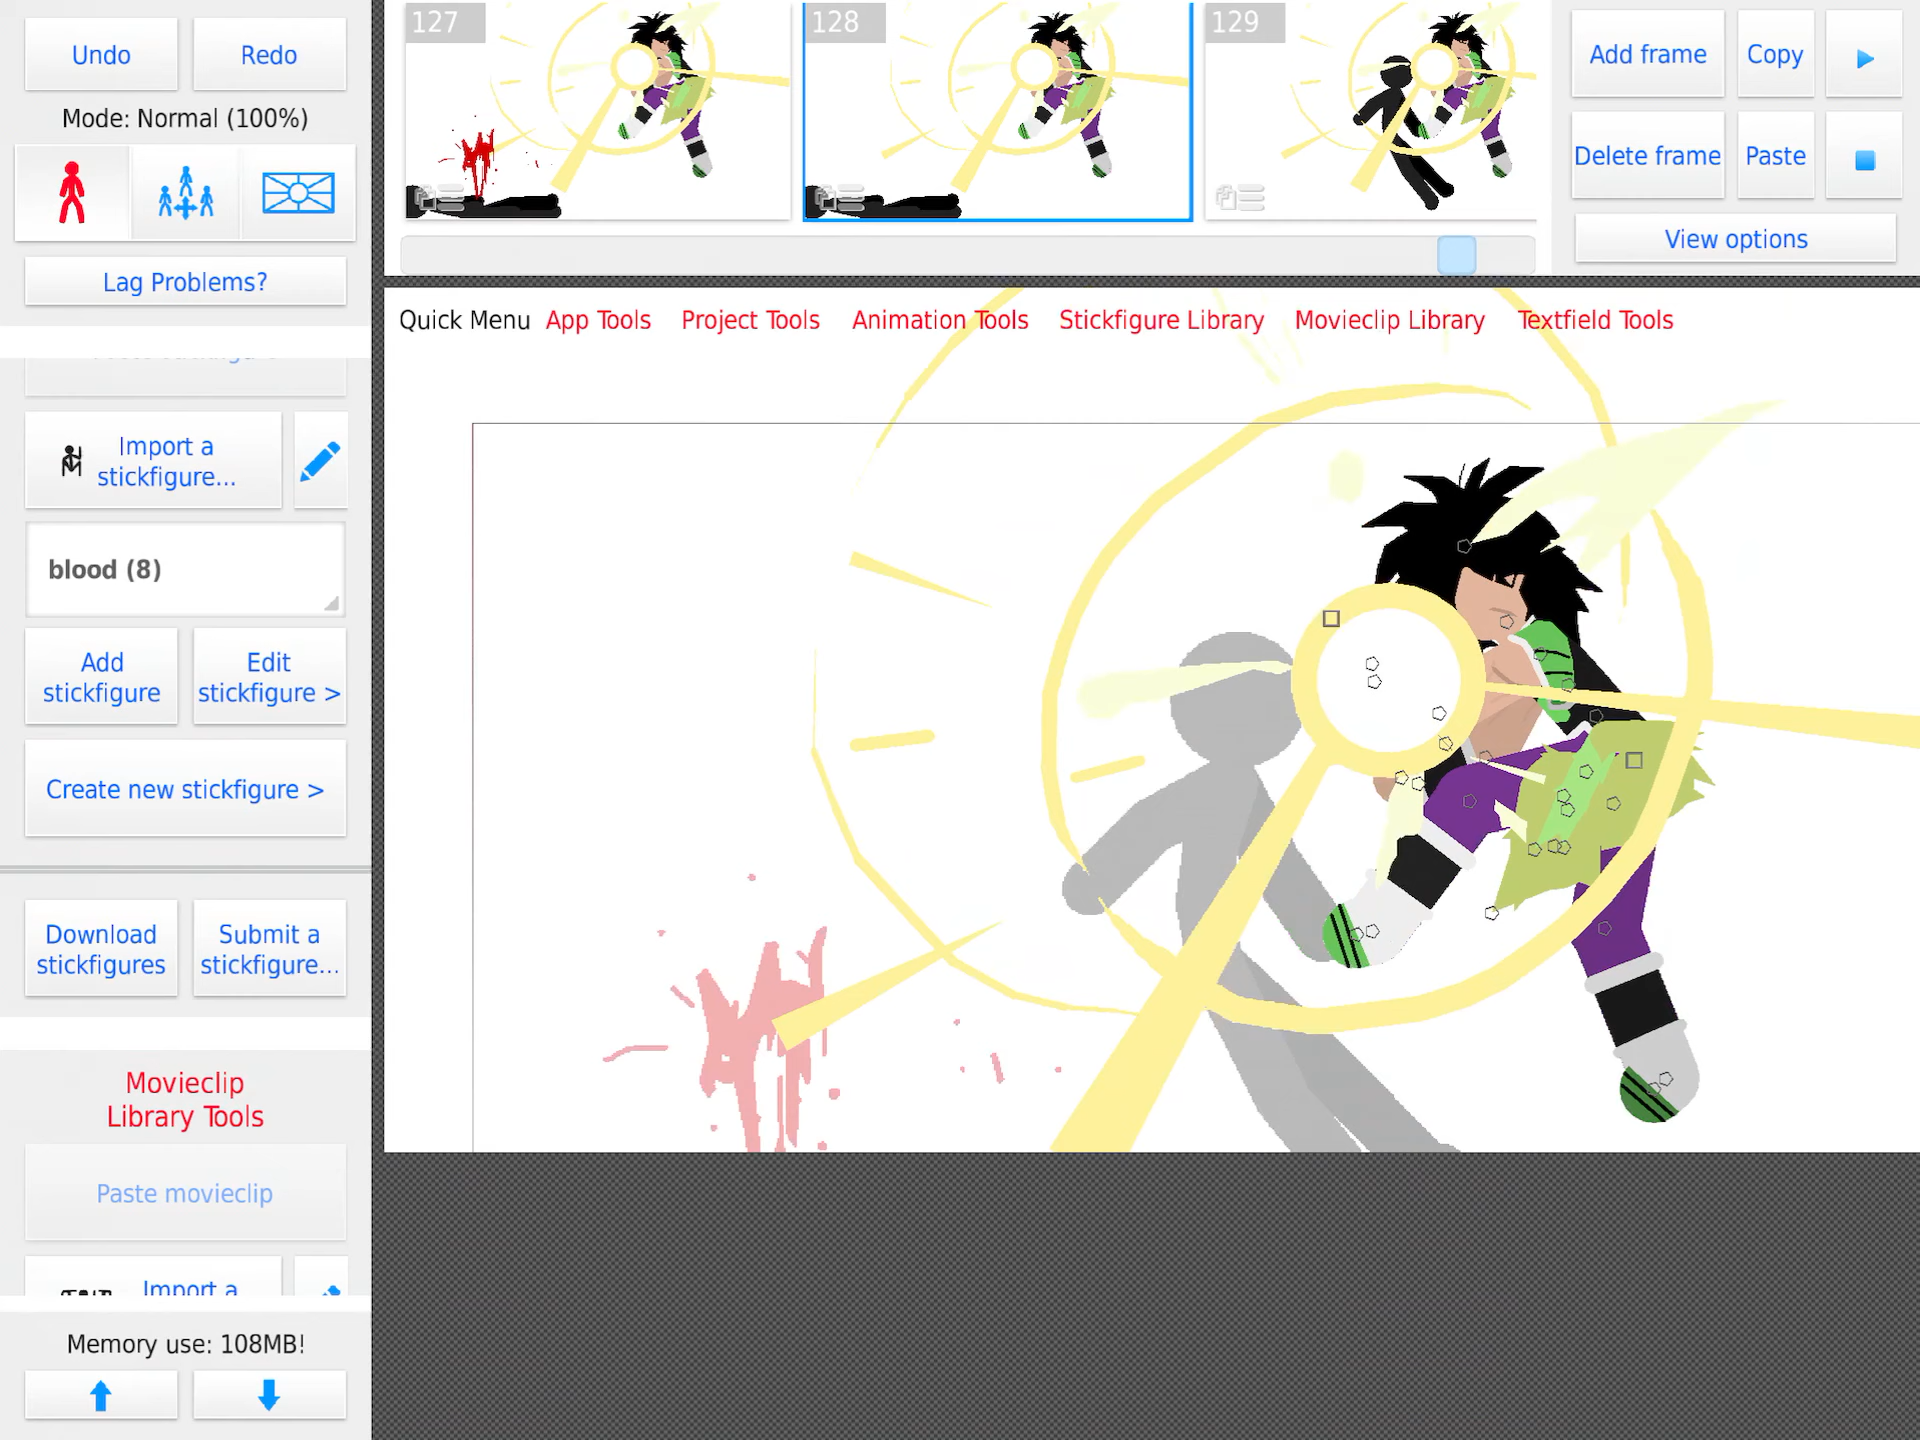 Undo
Redo
Mode: Normal (100%)
Lag Problems?
Import a
stickfigure...
blood (8)
Add
stickfigure
Edit
stickfigure >
Create new stickfigure >
Download
stickfigures
Submit a
stickfigure...
Movieclip
Library Tools
Paste movieclip
Import a
Memory use: 108MB!
127
128
129
Add frame
Copy
Delete frame
Paste
View options
Quick Menu
App Tools
Project Tools
Animation Tools
Stickfigure Library
Movieclip Library
Textfield Tools